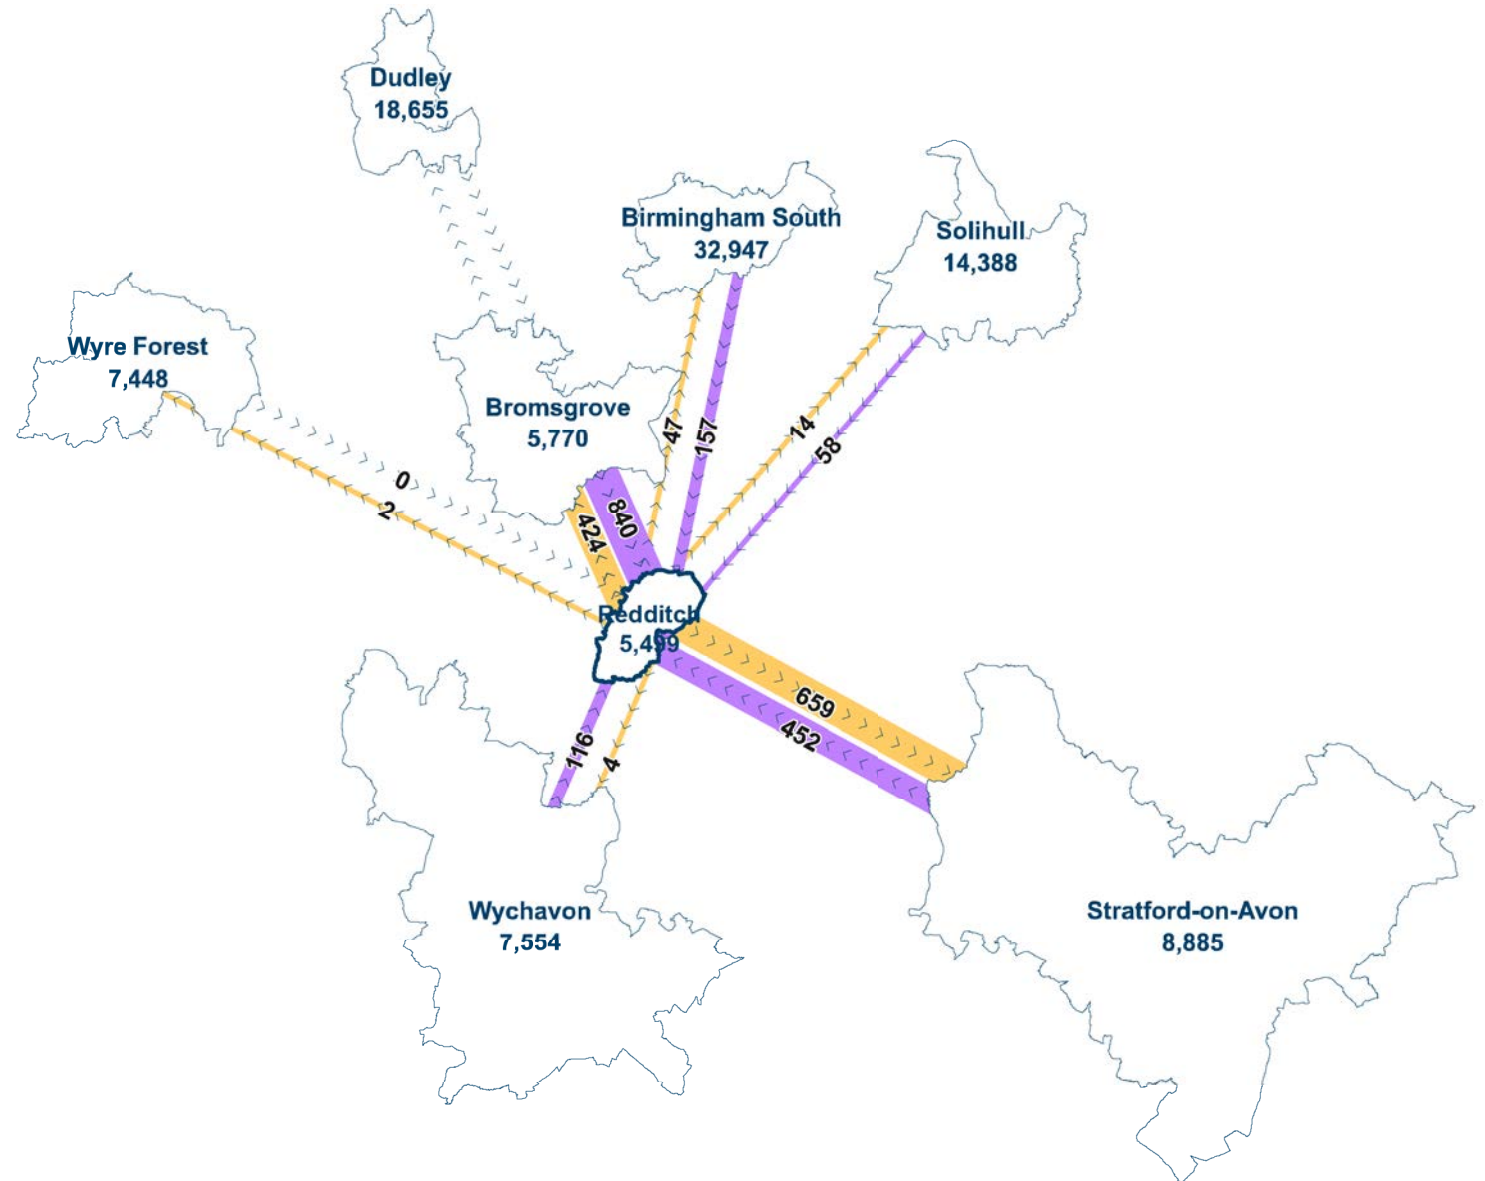 Dudley
18,655
Birmingham South
32,947
Solihull
14,388
Wyre Forest
7,448
Bromsgrove
5,770
47
157
14
58
0
2
840
424
Redditch
5,499
659
452
116
4
Wychavon
7,554
Stratford-on-Avon
8,885